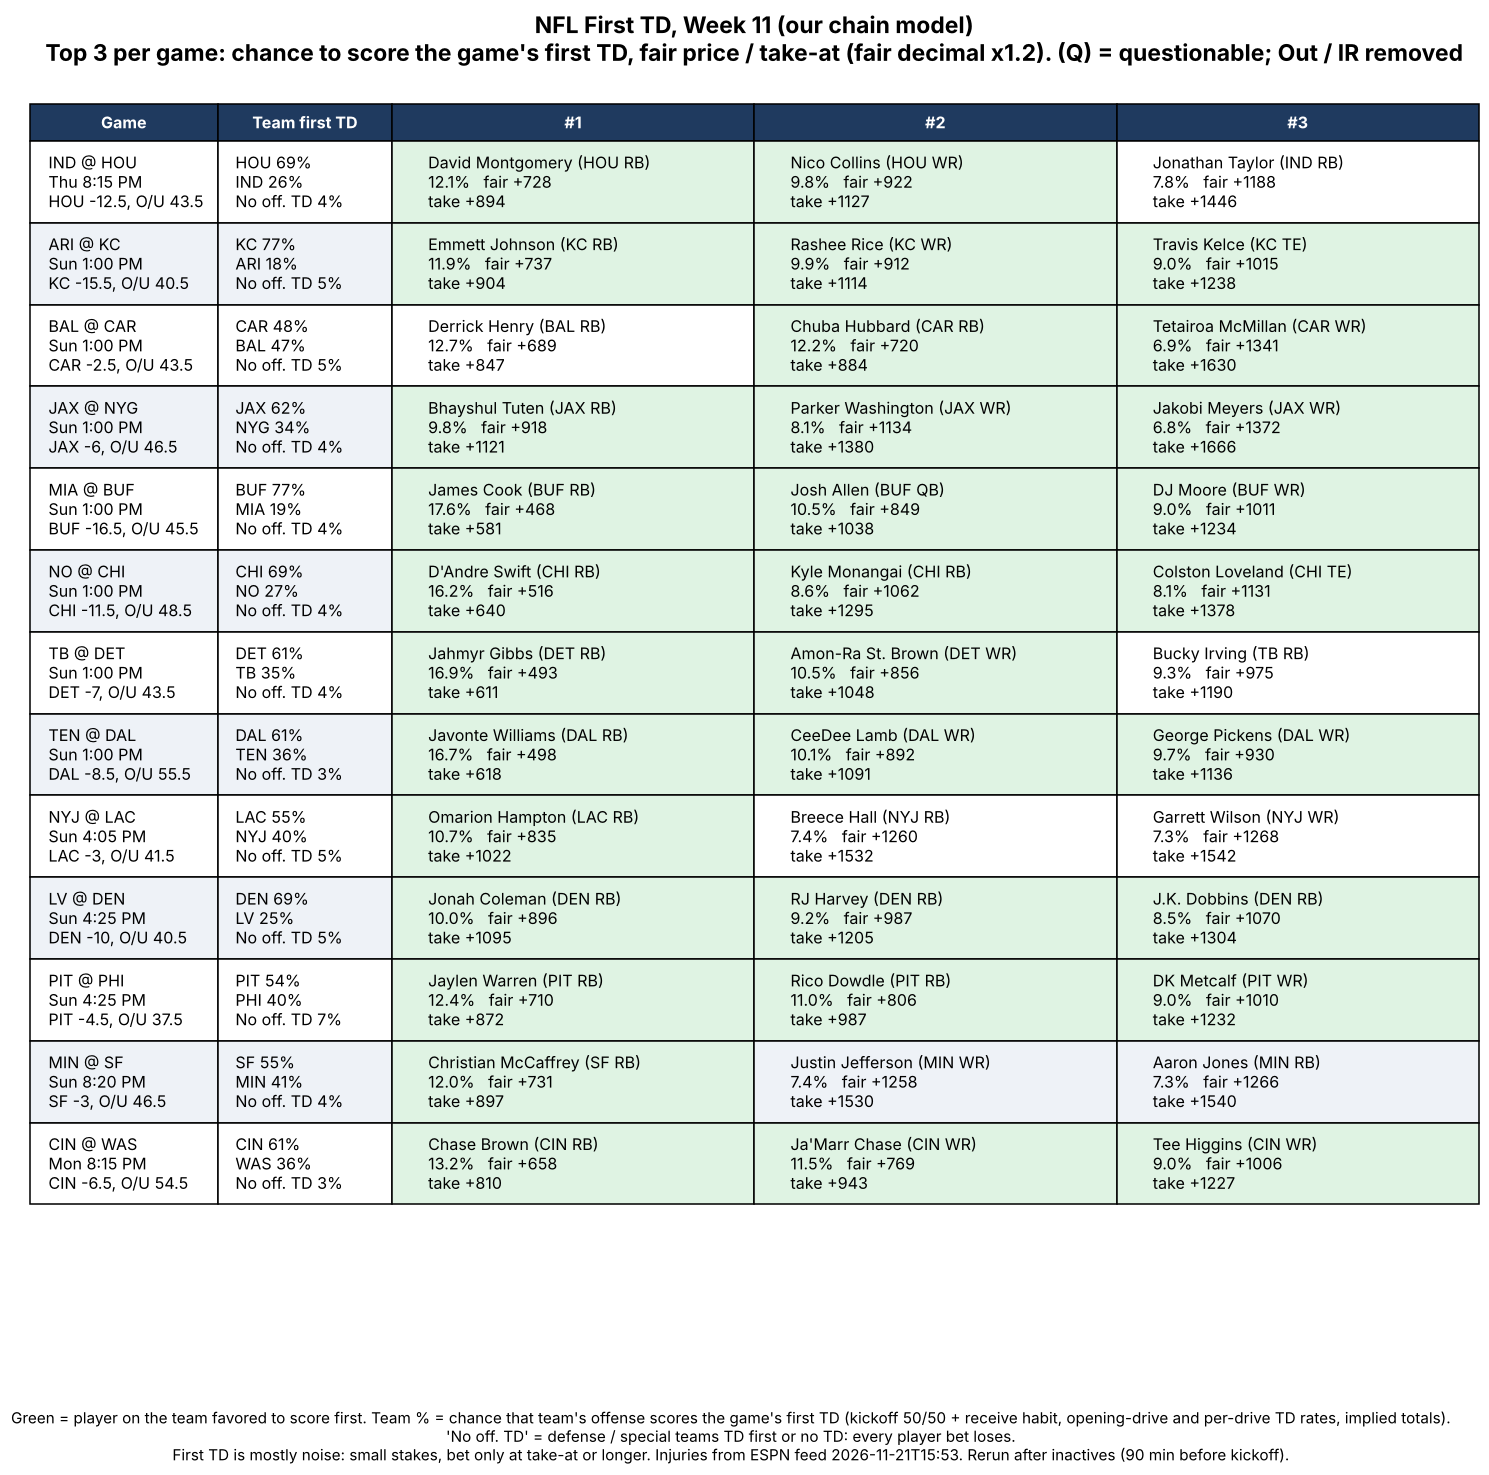 NFL First TD, Week 11 (our chain model)
Top 3 per game: chance to score the game's first TD, fair price / take-at (fair decimal x1.2). (Q) = questionable; Out / IR removed
Game
Team first TD
#1
#2
#3
IND @ HOU
Thu 8:15 PM
HOU -12.5, O/U 43.5
HOU 69%
IND 26%
No off. TD 4%
David Montgomery (HOU RB)
12.1% fair +728
take +894
Nico Collins (HOU WR)
9.8% fair +922
take +1127
Jonathan Taylor (IND RB)
7.8% fair +1188
take +1446
ARI @ KC
Sun 1:00 PM
KC -15.5, O/U 40.5
KC 77%
ARI 18%
No off. TD 5%
Emmett Johnson (KC RB)
11.9% fair +737
take +904
Rashee Rice (KC WR)
9.9% fair +912
take +1114
Travis Kelce (KC TE)
9.0% fair +1015
take +1238
BAL @ CAR
Sun 1:00 PM
CAR -2.5, O/U 43.5
CAR 48%
BAL 47%
No off. TD 5%
Derrick Henry (BAL RB)
12.7% fair +689
take +847
Chuba Hubbard (CAR RB)
12.2% fair +720
take +884
Tetairoa McMillan (CAR WR)
6.9% fair +1341
take +1630
JAX @ NYG
Sun 1:00 PM
JAX -6, O/U 46.5
JAX 62%
NYG 34%
No off. TD 4%
Bhayshul Tuten (JAX RB)
9.8% fair +918
take +1121
Parker Washington (JAX WR)
8.1% fair +1134
take +1380
Jakobi Meyers (JAX WR)
6.8% fair +1372
take +1666
MIA @ BUF
Sun 1:00 PM
BUF -16.5, O/U 45.5
BUF 77%
MIA 19%
No off. TD 4%
James Cook (BUF RB)
17.6% fair +468
take +581
Josh Allen (BUF QB)
10.5% fair +849
take +1038
DJ Moore (BUF WR)
9.0% fair +1011
take +1234
NO @ CHI
Sun 1:00 PM
CHI -11.5, O/U 48.5
CHI 69%
NO 27%
No off. TD 4%
D'Andre Swift (CHI RB)
16.2% fair +516
take +640
Kyle Monangai (CHI RB)
8.6% fair +1062
take +1295
Colston Loveland (CHI TE)
8.1% fair +1131
take +1378
TB @ DET
Sun 1:00 PM
DET -7, O/U 43.5
DET 61%
TB 35%
No off. TD 4%
Jahmyr Gibbs (DET RB)
16.9% fair +493
take +611
Amon-Ra St. Brown (DET WR)
10.5% fair +856
take +1048
Bucky Irving (TB RB)
9.3% fair +975
take +1190
TEN @ DAL
Sun 1:00 PM
DAL -8.5, O/U 55.5
DAL 61%
TEN 36%
No off. TD 3%
Javonte Williams (DAL RB)
16.7% fair +498
take +618
CeeDee Lamb (DAL WR)
10.1% fair +892
take +1091
George Pickens (DAL WR)
9.7% fair +930
take +1136
NYJ @ LAC
Sun 4:05 PM
LAC -3, O/U 41.5
LAC 55%
NYJ 40%
No off. TD 5%
Omarion Hampton (LAC RB)
10.7% fair +835
take +1022
Breece Hall (NYJ RB)
7.4% fair +1260
take +1532
Garrett Wilson (NYJ WR)
7.3% fair +1268
take +1542
LV @ DEN
Sun 4:25 PM
DEN -10, O/U 40.5
DEN 69%
LV 25%
No off. TD 5%
Jonah Coleman (DEN RB)
10.0% fair +896
take +1095
RJ Harvey (DEN RB)
9.2% fair +987
take +1205
J.K. Dobbins (DEN RB)
8.5% fair +1070
take +1304
PIT @ PHI
Sun 4:25 PM
PIT -4.5, O/U 37.5
PIT 54%
PHI 40%
No off. TD 7%
Jaylen Warren (PIT RB)
12.4% fair +710
take +872
Rico Dowdle (PIT RB)
11.0% fair +806
take +987
DK Metcalf (PIT WR)
9.0% fair +1010
take +1232
MIN @ SF
Sun 8:20 PM
SF -3, O/U 46.5
SF 55%
MIN 41%
No off. TD 4%
Christian McCaffrey (SF RB)
12.0% fair +731
take +897
Justin Jefferson (MIN WR)
7.4% fair +1258
take +1530
Aaron Jones (MIN RB)
7.3% fair +1266
take +1540
CIN @ WAS
Mon 8:15 PM
CIN -6.5, O/U 54.5
CIN 61%
WAS 36%
No off. TD 3%
Chase Brown (CIN RB)
13.2% fair +658
take +810
Ja'Marr Chase (CIN WR)
11.5% fair +769
take +943
Tee Higgins (CIN WR)
9.0% fair +1006
take +1227
Green = player on the team favored to score first. Team % = chance that team's offense scores the game's first TD (kickoff 50/50 + receive habit, opening-drive and per-drive TD rates, implied totals).
'No off. TD' = defense / special teams TD first or no TD: every player bet loses.
First TD is mostly noise: small stakes, bet only at take-at or longer. Injuries from ESPN feed 2026-11-21T15:53. Rerun after inactives (90 min before kickoff).